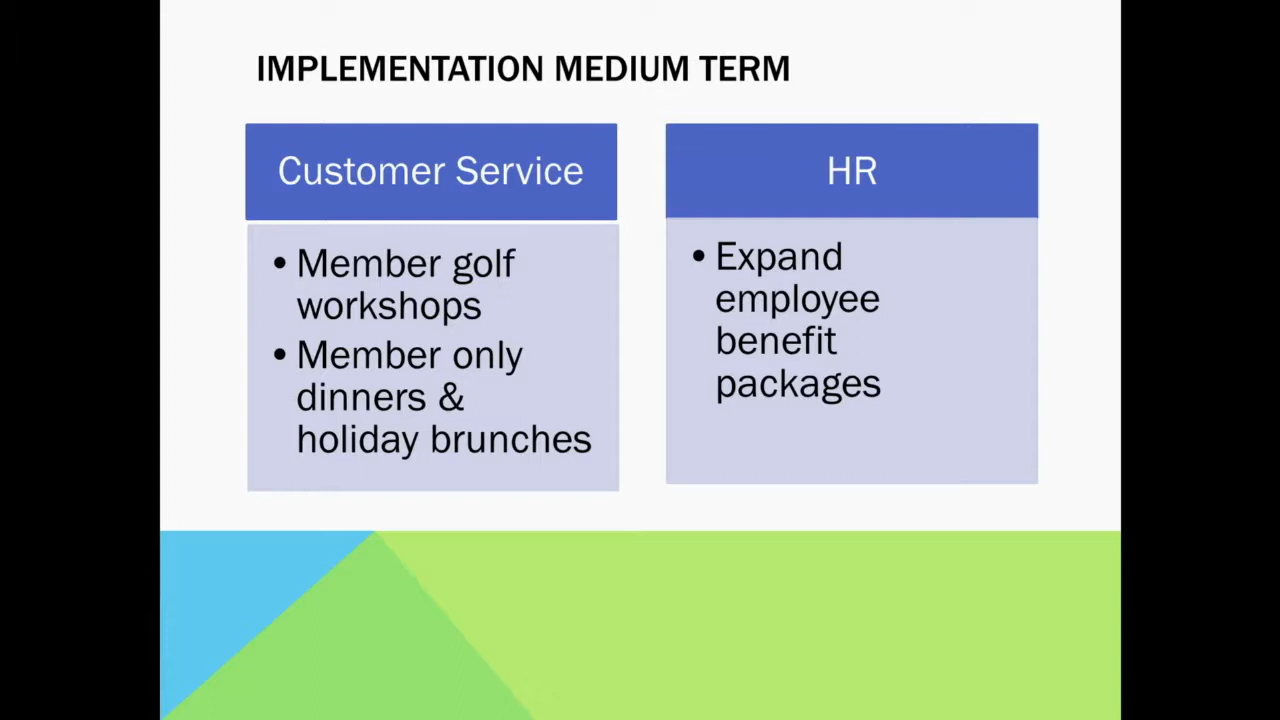 IMPLEMENTATION MEDIUM TERM
Customer Service
• Member golf
workshops
• Member only
dinners &
holiday brunches
HR
• Expand
employee
benefit
packages